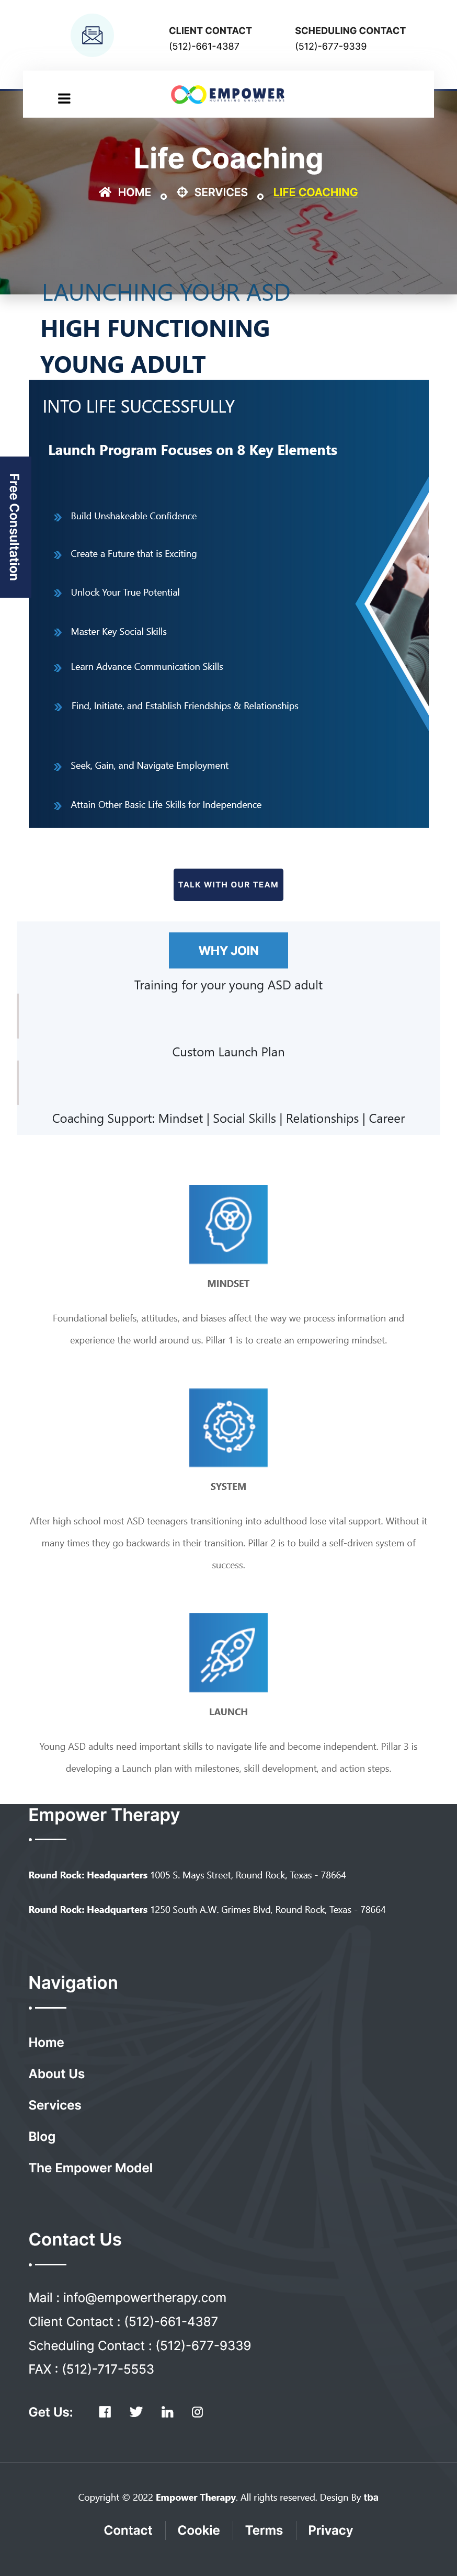 CLIENT CONTACT
(512)-661-4387
SCHEDULING CONTACT
(512)-677-9339
EMPOWER
NURTURING UNIQUE MINDS
Life Coaching
HOME
SERVICES
LIFE COACHING
LAUNCHING YOUR ASD
HIGH FUNCTIONING
YOUNG ADULT
INTO LIFE SUCCESSFULLY
Launch Program Focuses on 8 Key Elements
Free Consultation
Build Unshakeable Confidence
Create a Future that is Exciting
Unlock Your True Potential
Master Key Social Skills
Learn Advance Communication Skills
Find, Initiate, and Establish Friendships & Relationships
Seek, Gain, and Navigate Employment
Attain Other Basic Life Skills for Independence
TALK WITH OUR TEAM
WHY JOIN
Training for your young ASD adult
Custom Launch Plan
Coaching Support: Mindset | Social Skills | Relationships | Career
MINDSET
Foundational beliefs, attitudes, and biases affect the way we process information and
experience the world around us. Pillar 1 is to create an empowering mindset.
SYSTEM
After high school most ASD teenagers transitioning into adulthood lose vital support. Without it
many times they go backwards in their transition. Pillar 2 is to build a self-driven system of
success.
LAUNCH
Young ASD adults need important skills to navigate life and become independent. Pillar 3 is
developing a Launch plan with milestones, skill development, and action steps.
Empower Therapy
Round Rock: Headquarters 1005 S. Mays Street, Round Rock, Texas - 78664
Round Rock: Headquarters 1250 South A.W. Grimes Blvd, Round Rock, Texas - 78664
Navigation
Home
About Us
Services
Blog
The Empower Model
Contact Us
Mail : info@empowertherapy.com
Client Contact : (512)-661-4387
Scheduling Contact : (512)-677-9339
FAX : (512)-717-5553
Get Us:
Copyright © 2022 Empower Therapy. All rights reserved. Design By tba
Contact
Cookie
Terms
Privacy